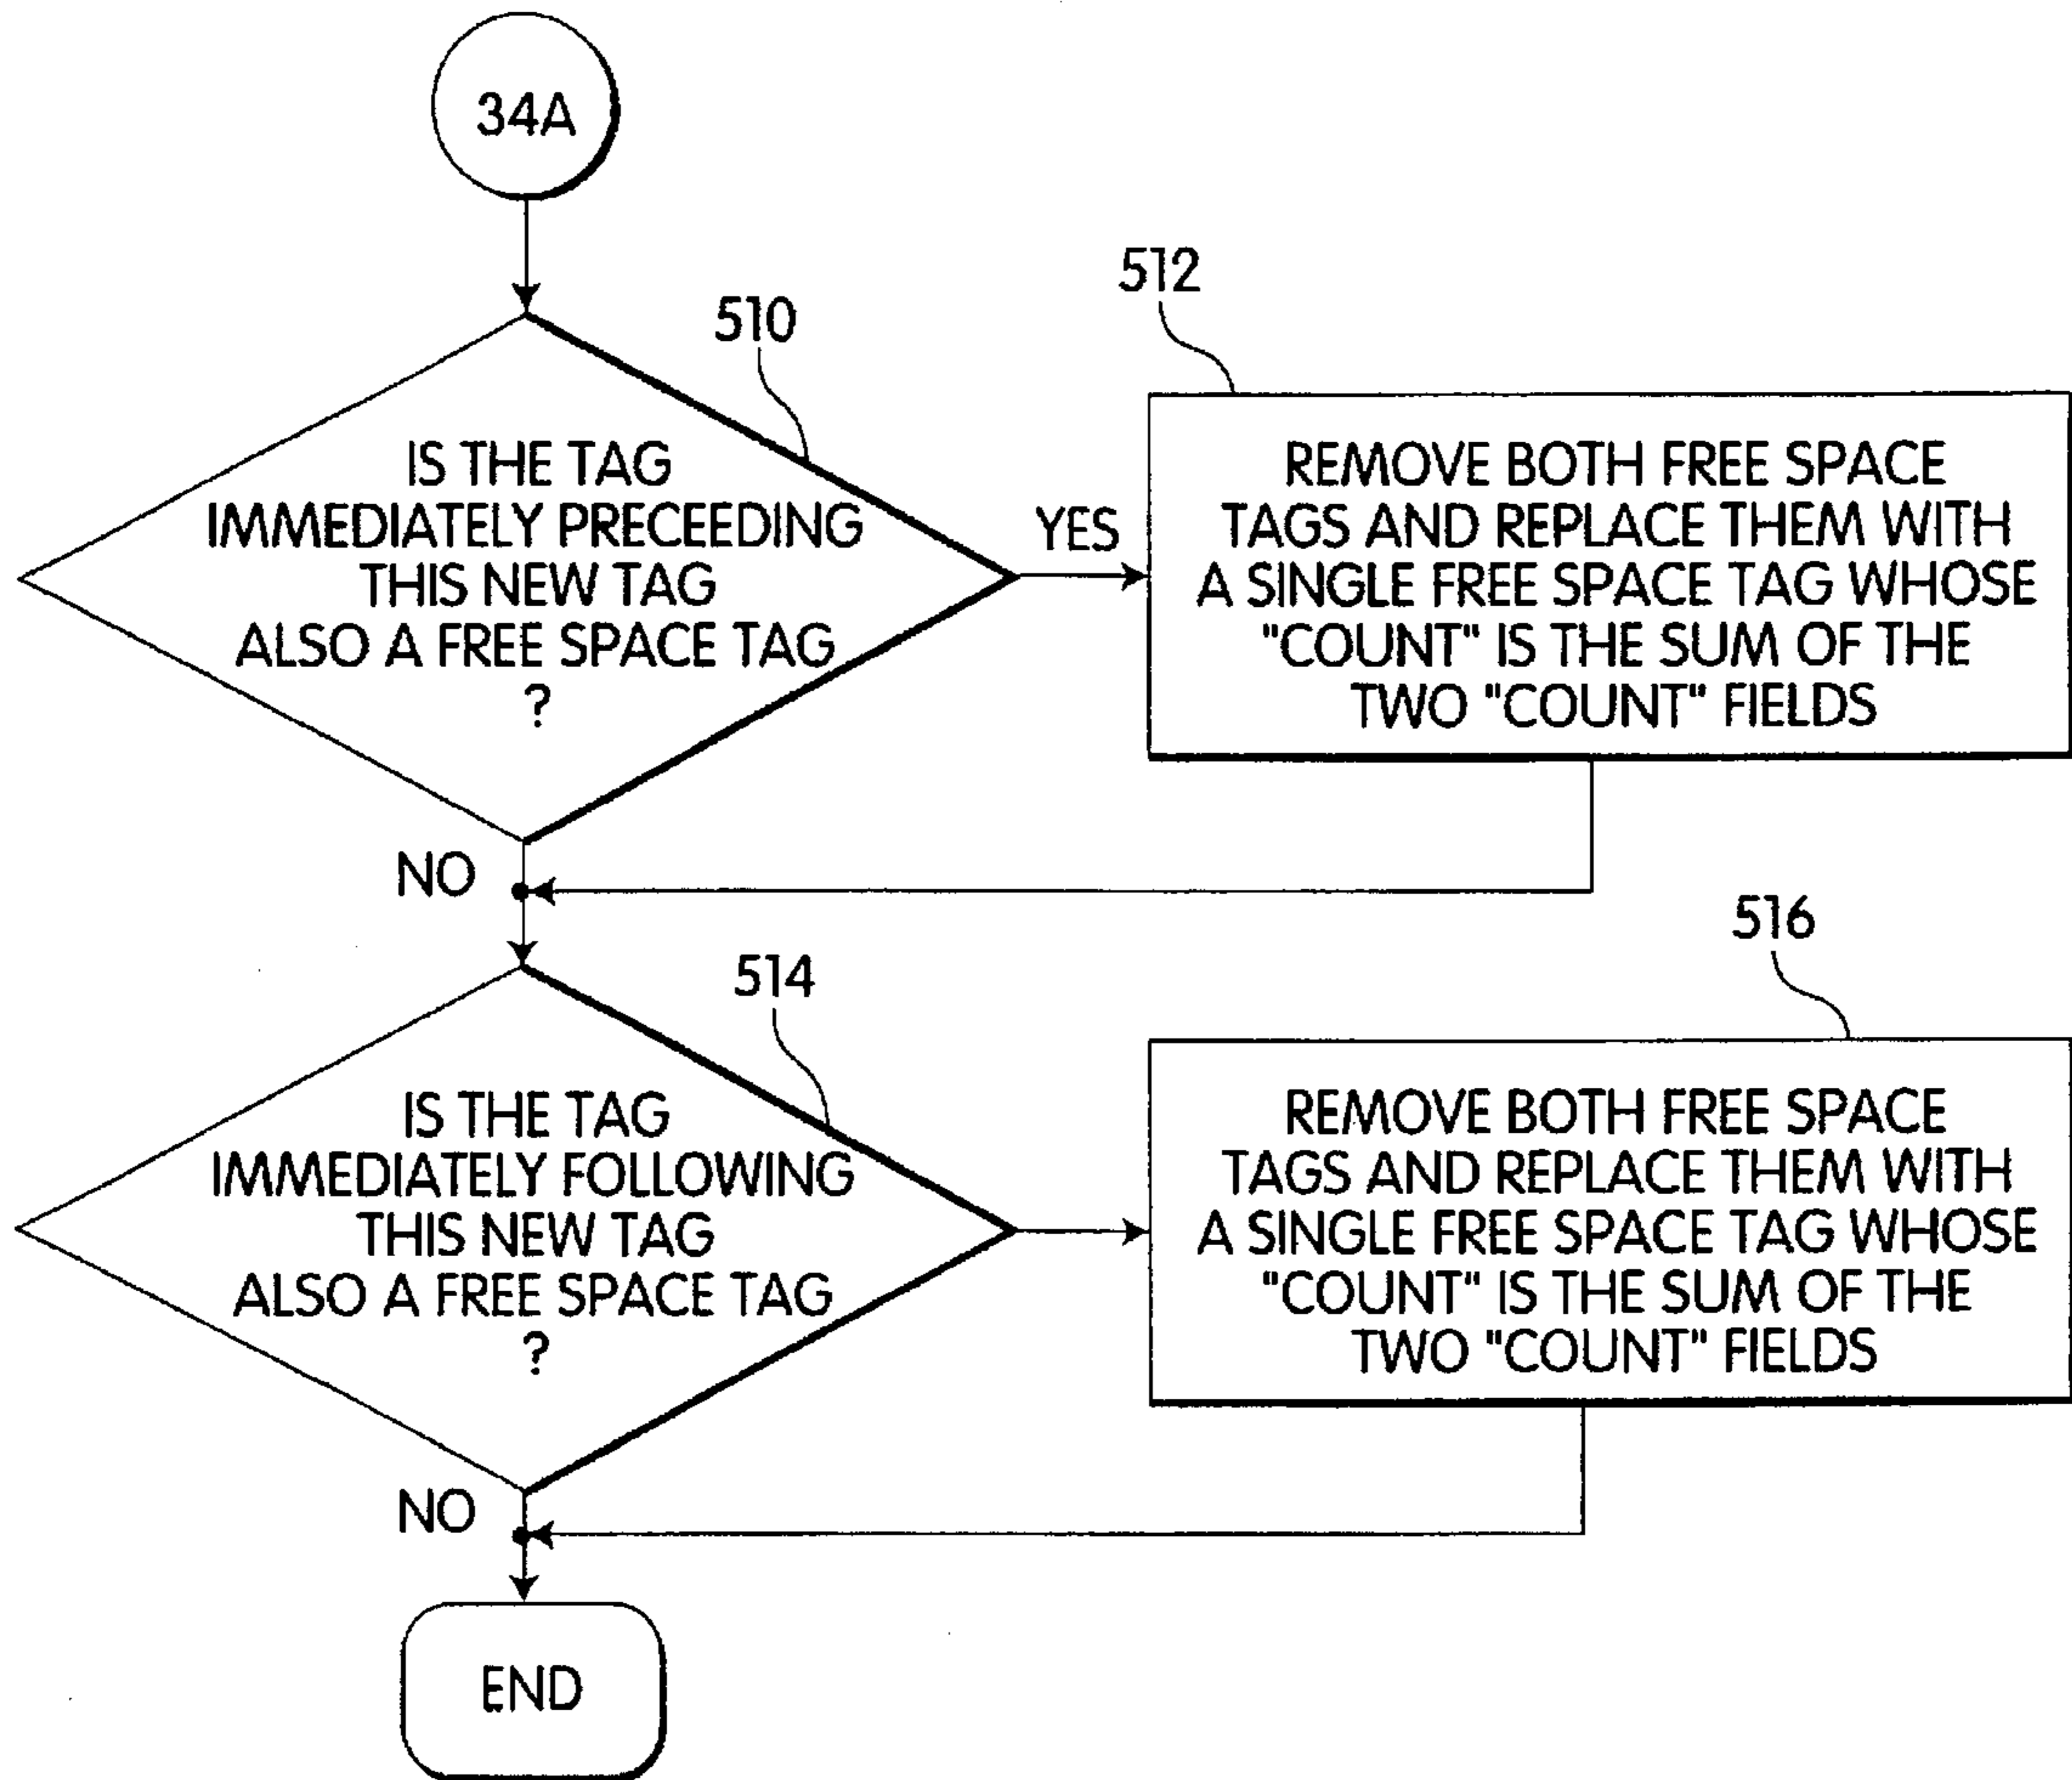 34A
510
IS THE TAG
IMMEDIATELY PRECEEDING
THIS NEW TAG
ALSO A FREE SPACE TAG
?
YES
512
REMOVE BOTH FREE SPACE
TAGS AND REPLACE THEM WITH
A SINGLE FREE SPACE TAG WHOSE
"COUNT" IS THE SUM OF THE
TWO "COUNT" FIELDS
NO
514
IS THE TAG
IMMEDIATELY FOLLOWING
THIS NEW TAG
ALSO A FREE SPACE TAG
?
516
REMOVE BOTH FREE SPACE
TAGS AND REPLACE THEM WITH
A SINGLE FREE SPACE TAG WHOSE
"COUNT" IS THE SUM OF THE
TWO "COUNT" FIELDS
NO
END